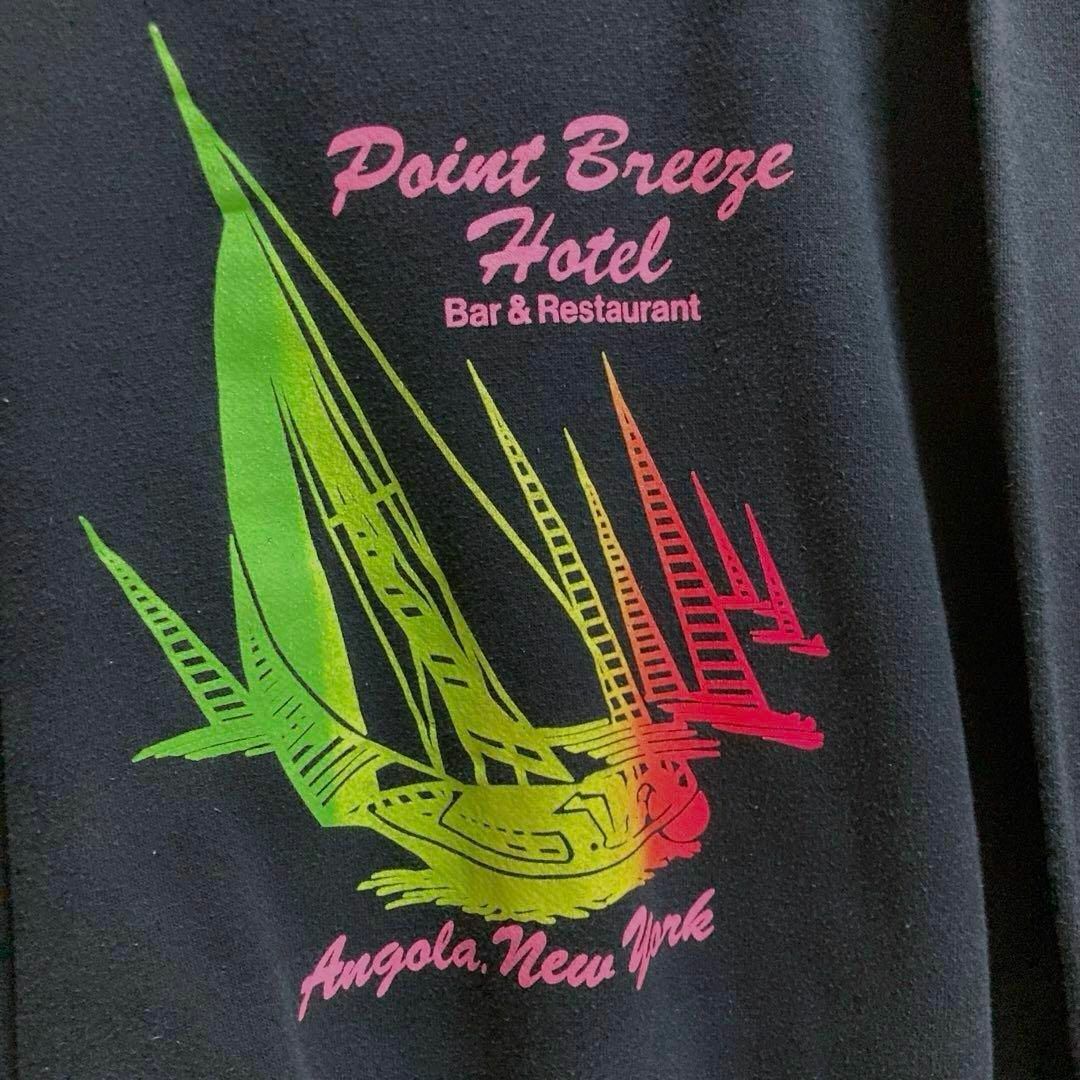 Point Breeze
Hotel
Bar & Restaurant
Angola, New York